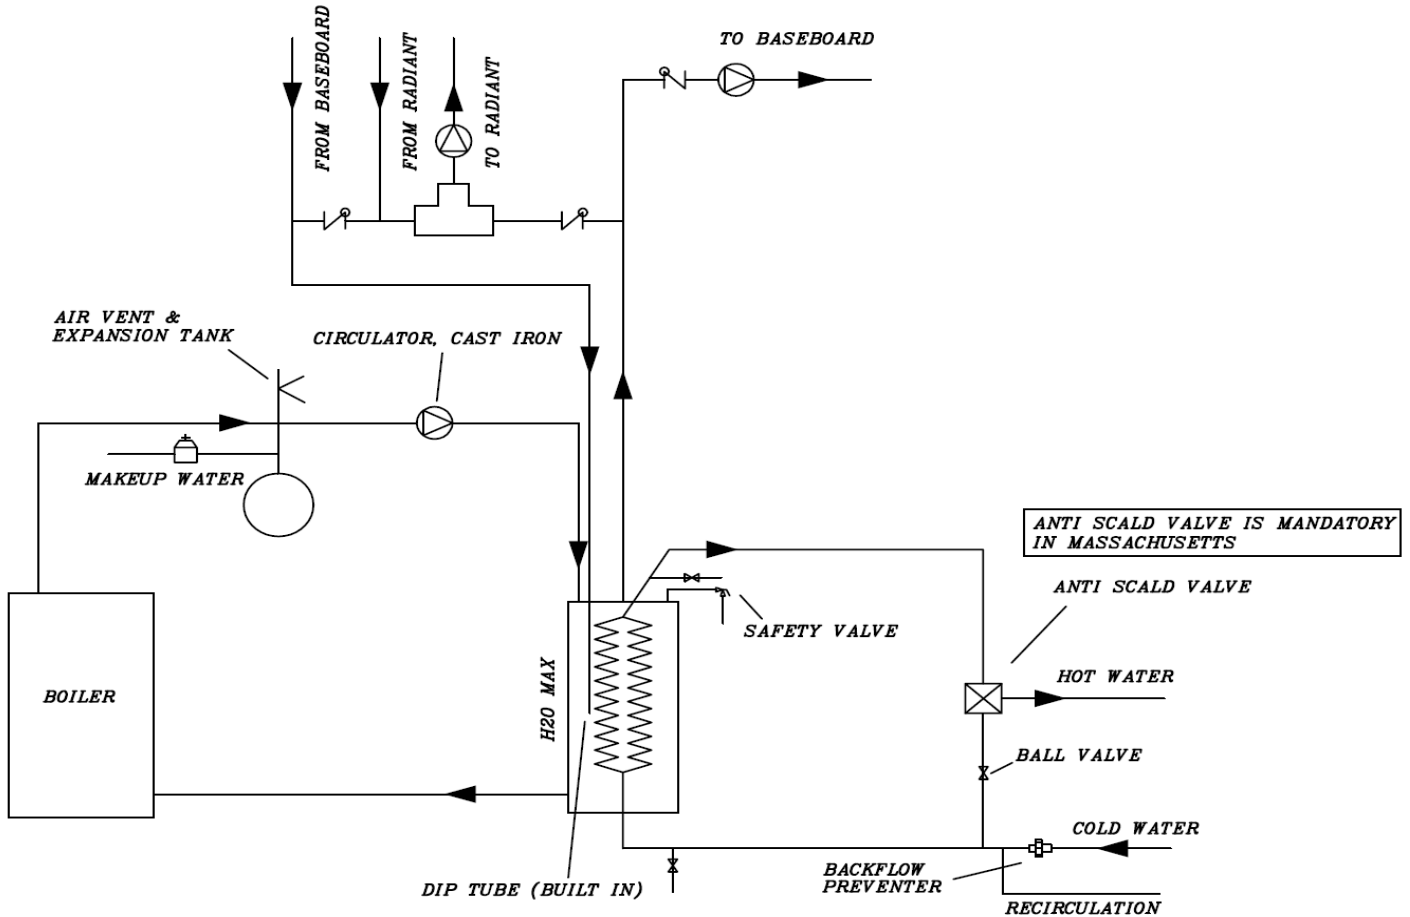 TO BASEBOARD
FROM BASEBOARD
FROM RADIANT
TO RADIANT
AIR VENT &
EXPANSION TANK
CIRCULATOR, CAST IRON
MAKEUP WATER
ANTI SCALD VALVE IS MANDATORY
IN MASSACHUSETTS
ANTI SCALD VALVE
SAFETY VALVE
HOT WATER
BOILER
H2O MAX
BALL VALVE
COLD WATER
BACKFLOW
PREVENTER
DIP TUBE (BUILT IN)
RECIRCULATION